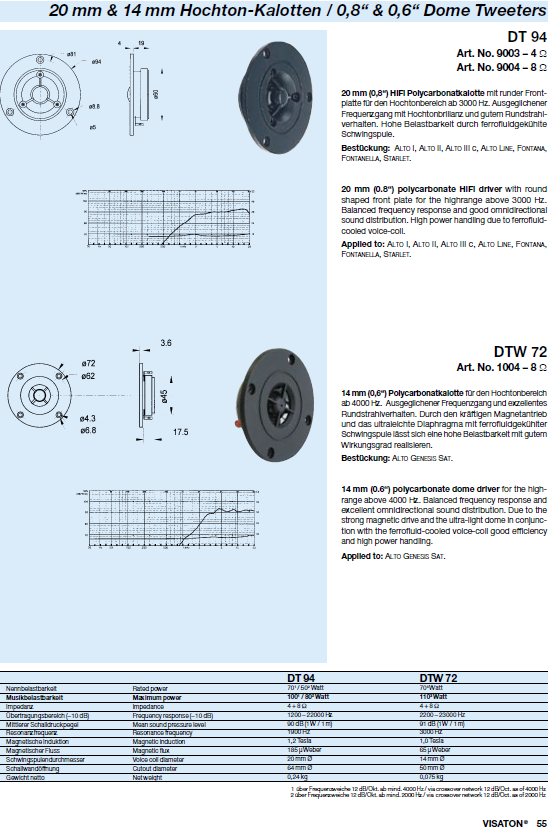 20 mm & 14 mm Hochton-Kalotten / 0,8“ & 0,6“ Dome Tweeters
DT 94
Art. No. 9003 – 4 Ω
Art. No. 9004 – 8 Ω
4
19
ø81
ø94
ø60
ø8.8
ø5
20 mm (0,8“) HIFI Polycarbonatkalotte mit runder Front-
platte für den Hochtonbereich ab 3000 Hz. Ausgeglichener
Frequenzgang mit Hochtonbrillanz und gutem Rundstrahl-
verhalten. Hohe Belastbarkeit durch ferrofluidgekühlte
Schwingspule.
Bestückung: ALTO I, ALTO II, ALTO III C, ALTO LINE, FONTANA,
FONTANELLA, STARLET.
20 mm (0.8“) polycarbonate HIFI driver with round
shaped front plate for the highrange above 3000 Hz.
Balanced frequency response and good omnidirectional
sound distribution. High power handling due to ferrofluid-
cooled voice-coil.
Applied to: ALTO I, ALTO II, ALTO III C, ALTO LINE, FONTANA,
FONTANELLA, STARLET.
DTW 72
Art. No. 1004 – 8 Ω
3.6
ø72
ø62
ø45
ø4.3
ø6.8
17.5
14 mm (0,6“) Polycarbonatkalotte für den Hochtonbereich
ab 4000 Hz. Ausgeglichener Frequenzgang und exzellentes
Rundstrahlverhalten. Durch den kräftigen Magnetantrieb
und das ultraleichte Diaphragma mit ferrofluidgekühlter
Schwingspule lässt sich eine hohe Belastbarkeit mit gutem
Wirkungsgrad realisieren.
Bestückung: ALTO GENESIS SAT.
14 mm (0.6“) polycarbonate dome driver for the high-
range above 4000 Hz. Balanced frequency response and
excellent omnidirectional sound distribution. Due to the
strong magnetic drive and the ultra-light dome in conjunc-
tion with the ferrofluid-cooled voice-coil good efficiency
and high power handling.
Applied to: ALTO GENESIS SAT.
DT 94 DTW 72
Nennbelastbarkeit Rated power 70¹ / 50² Watt 70² Watt
Musikbelastbarkeit Maximum power 100¹ / 80² Watt 110² Watt
Impedanz Impedance 4 + 8 Ω 4 + 8 Ω
Übertragungsbereich (–10 dB) Frequency response (–10 dB) 1200 – 22000 Hz 2200 – 23000 Hz
Mittlerer Schalldruckpegel Mean sound pressure level 90 dB (1 W / 1 m) 91 dB (1 W / 1 m)
Resonanzfrequenz Resonance frequency 1900 Hz 3000 Hz
Magnetische Induktion Magnetic induction 1,2 Tesla 1,0 Tesla
Magnetischer Fluss Magnetic flux 185 µWeber 65 µWeber
Schwingspulendurchmesser Voice coil diameter 20 mm Ø 14 mm Ø
Schallwandöffnung Cutout diameter 64 mm Ø 50 mm Ø
Gewicht netto Net weight 0,24 kg 0,075 kg
1 über Frequenzweiche 12 dB/Okt. ab mind. 4000 Hz / via crossover network 12 dB/Oct. as of 4000 Hz
2 über Frequenzweiche 12 dB/Okt. ab mind. 2000 Hz / via crossover network 12 dB/Oct. as of 2000 Hz
VISATON® 55